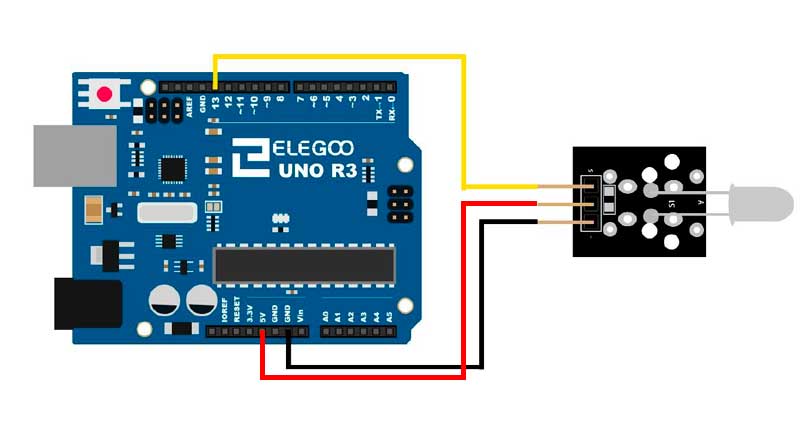 AREF
GND
13
12
~11
~10
~9
8
7
~6
~5
4
~3
2
TX→1
RX←0
ELEGOO
UNO R3
IOREF
RESET
3.3V
5V
GND
GND
Vin
A0
A1
A2
A3
A4
A5
S
S1
Y
-